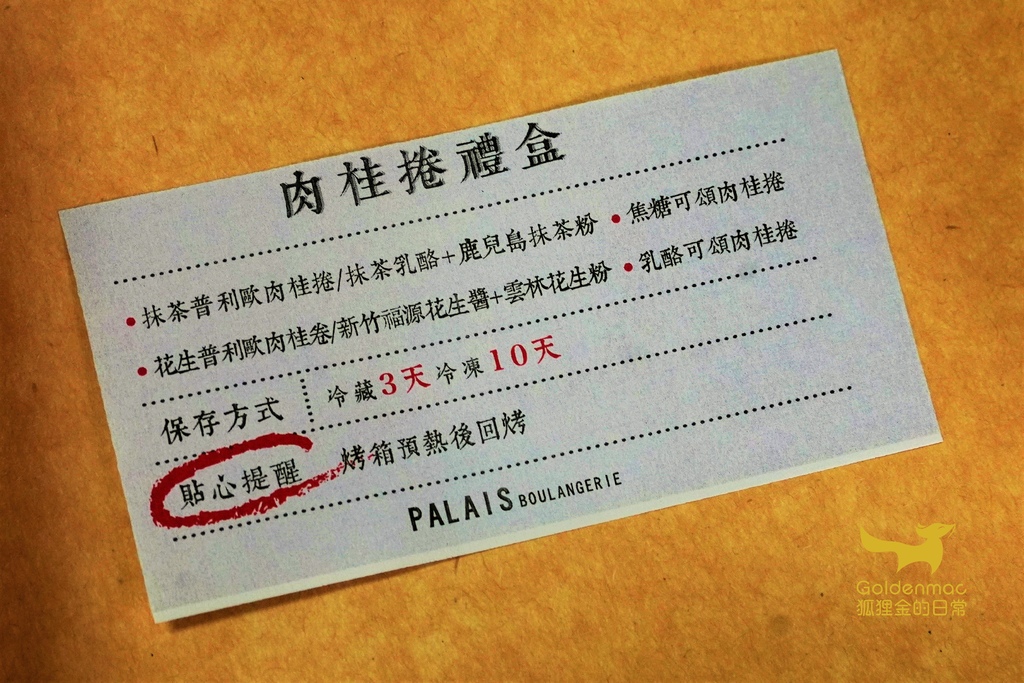 肉桂捲禮盒
• 抹茶普利歐肉桂捲/抹茶乳酪+鹿兒島抹茶粉 • 焦糖可頌肉桂捲
• 花生普利歐肉桂卷/新竹福源花生醬+雲林花生粉 • 乳酪可頌肉桂捲
保存方式 冷藏3天冷凍10天
貼心提醒 烤箱預熱後回烤
PALAIS BOULANGERIE
Goldenmac
狐狸金的日常